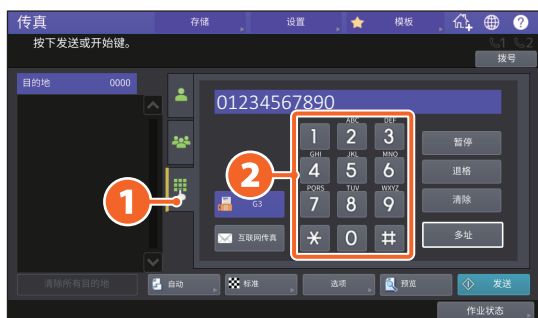 传真 存储 设置 模板
按下发送或开始键。 1 2
拨号
目的地 0000
01234567890
ABC DEF
1 2 3 暂停
GHI JKL MNO
4 5 6 退格
PQRS TUV WXYZ
G3 7 8 9 清除
互联网传真 * 0 # 多址
1
2
清除所有目的地 自动 标准 选项 预览 发送
作业状态